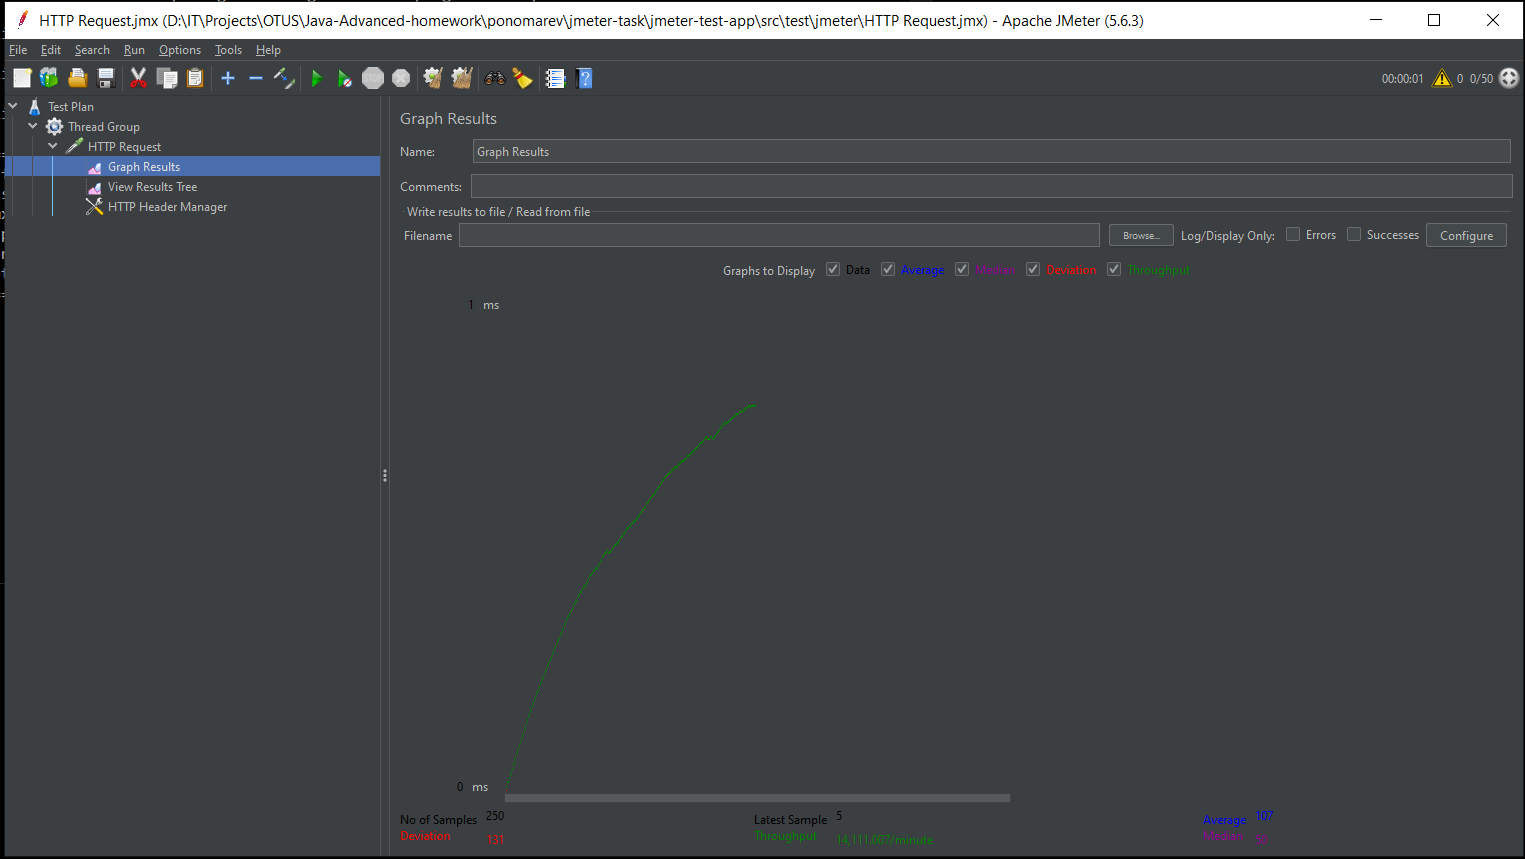 HTTP Request.jmx (D:\IT\Projects\OTUS\Java-Advanced-homework\ponomarev\jmeter-task\jmeter-test-app\src\test\jmeter\HTTP Request.jmx) - Apache JMeter (5.6.3)
File Edit Search Run Options Tools Help
STOP 00:00:01 0 0/50
Test Plan
Thread Group
HTTP Request
Graph Results
View Results Tree
HTTP Header Manager
Graph Results
Name: Graph Results
Comments:
Write results to file / Read from file
Filename Browse... Log/Display Only: Errors Successes Configure
Graphs to Display Data Average Median Deviation Throughput
1 ms
0 ms
No of Samples 250 Latest Sample 5 Average 107
Deviation 131 Throughput 14,111.007/minute Median